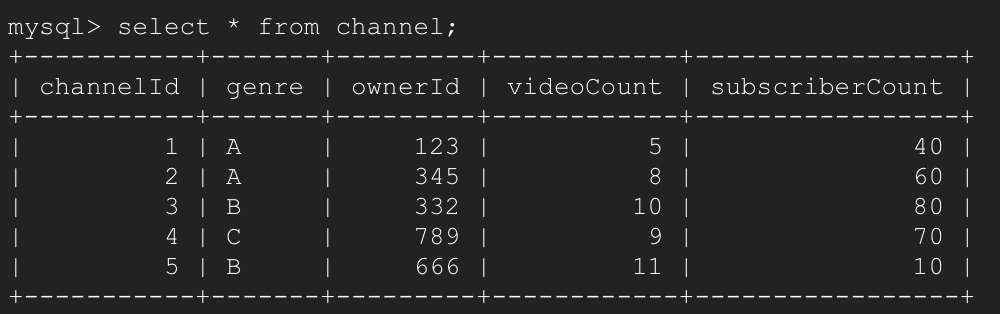 mysql> select * from channel;
+-----------+-------+---------+------------+-----------------+
| channelId | genre | ownerId | videoCount | subscriberCount |
+-----------+-------+---------+------------+-----------------+
|         1 | A     |     123 |          5 |              40 |
|         2 | A     |     345 |          8 |              60 |
|         3 | B     |     332 |         10 |              80 |
|         4 | C     |     789 |          9 |              70 |
|         5 | B     |     666 |         11 |              10 |
+-----------+-------+---------+------------+-----------------+